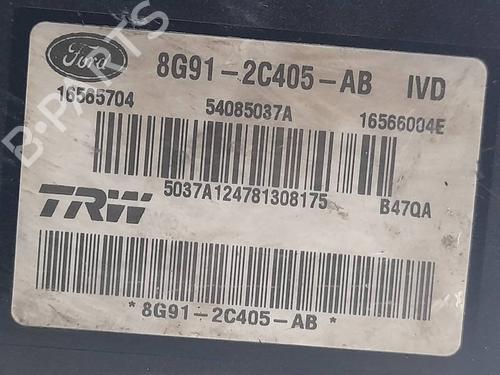 Ford 8G91-2C405-AB IVD
16565704 54085037A 16566004E
5037A124781308175 B47QA
TRW
*8G91-2C405-AB*
B-PARTS